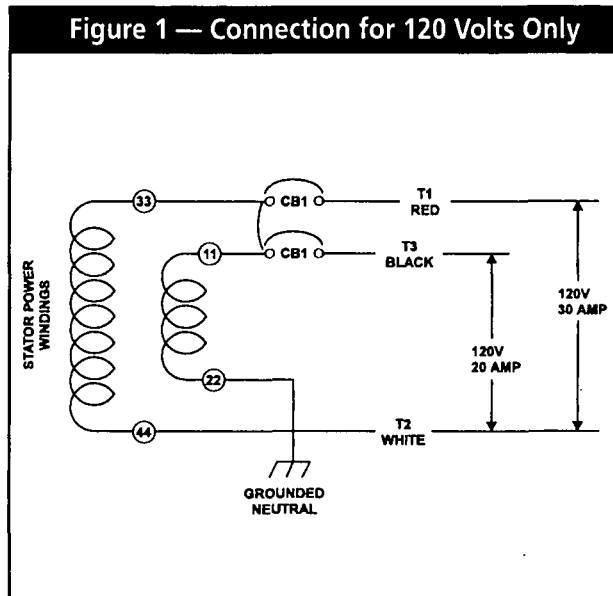 Figure 1 — Connection for 120 Volts Only
33
CB1
T1
RED
11
CB1
T3
BLACK
STATOR POWER
WINDINGS
120V
30 AMP
120V
20 AMP
22
44
T2
WHITE
GROUNDED
NEUTRAL